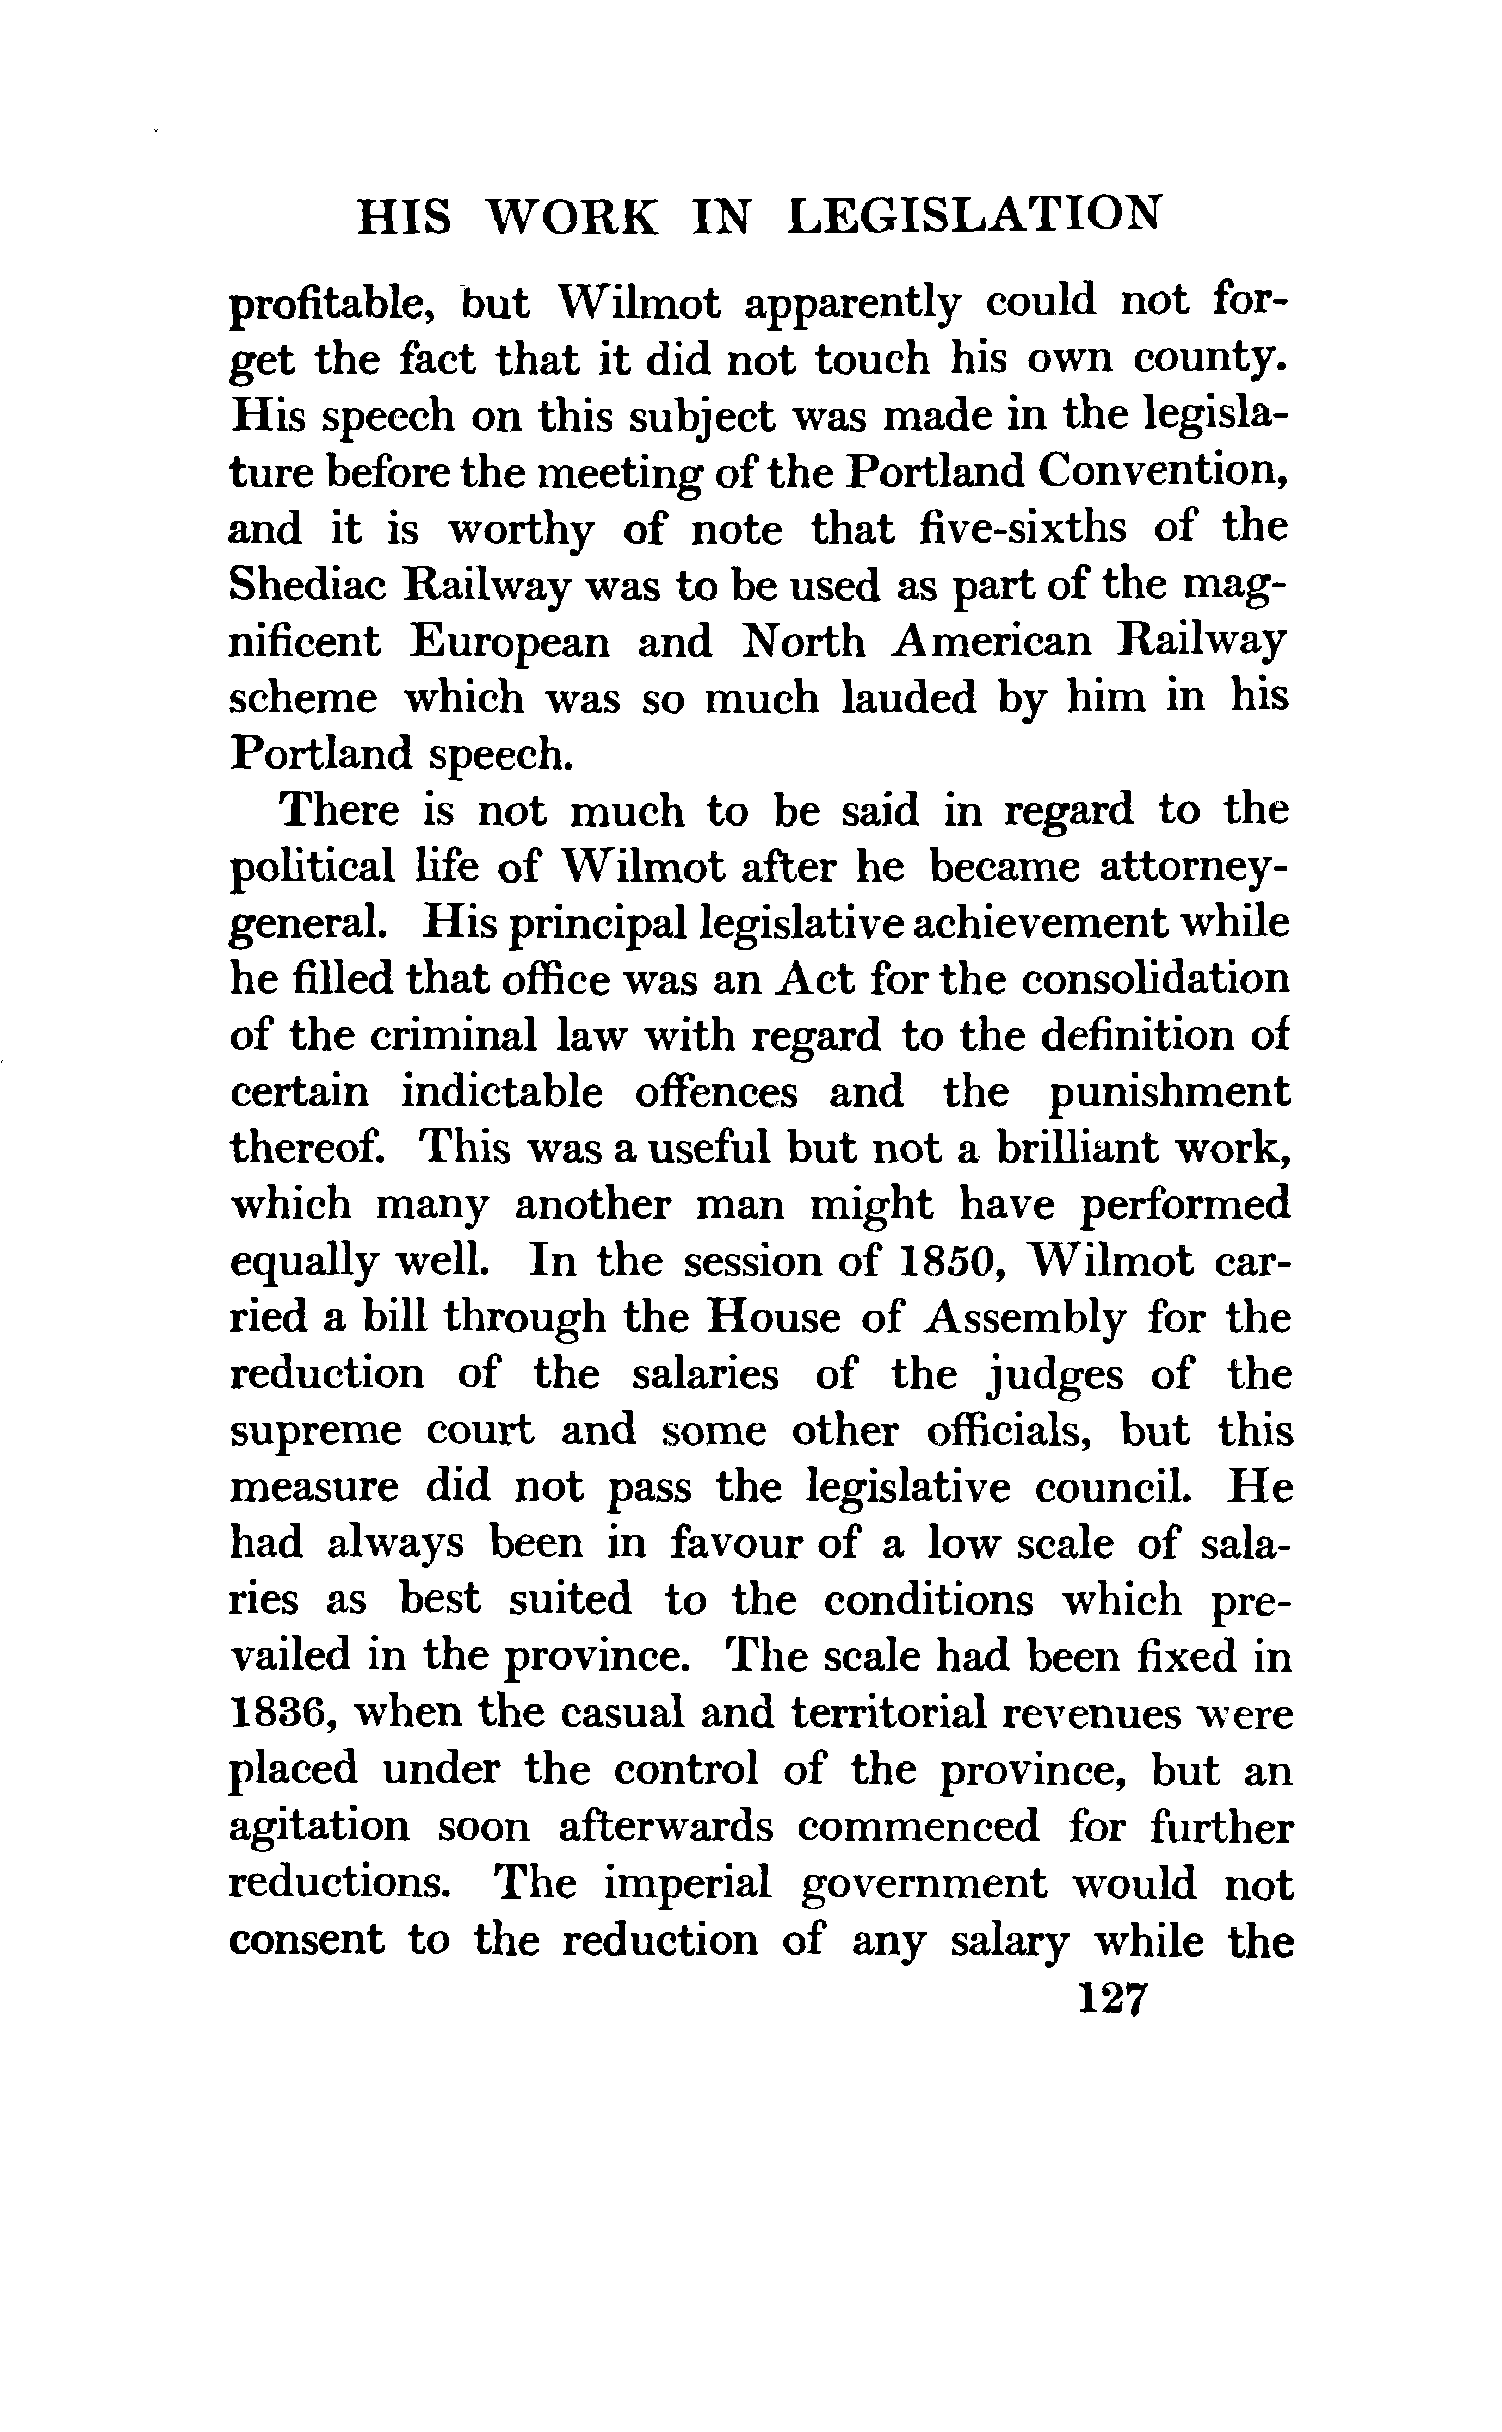 HIS WORK IN LEGISLATION
profitable, but Wilmot apparently could not for-
get the fact that it did not touch his own county.
His speech on this subject was made in the legisla-
ture before the meeting of the Portland Convention,
and it is worthy of note that five-sixths of the
Shediac Railway was to be used as part of the mag-
nificent European and North American Railway
scheme which was so much lauded by him in his
Portland speech.
There is not much to be said in regard to the
political life of Wilmot after he became attorney-
general. His principal legislative achievement while
he filled that office was an Act for the consolidation
of the criminal law with regard to the definition of
certain indictable offences and the punishment
thereof. This was a useful but not a brilliant work,
which many another man might have performed
equally well. In the session of 1850, Wilmot car-
ried a bill through the House of Assembly for the
reduction of the salaries of the judges of the
supreme court and some other officials, but this
measure did not pass the legislative council. He
had always been in favour of a low scale of sala-
ries as best suited to the conditions which pre-
vailed in the province. The scale had been fixed in
1836, when the casual and territorial revenues were
placed under the control of the province, but an
agitation soon afterwards commenced for further
reductions. The imperial government would not
consent to the reduction of any salary while the
127